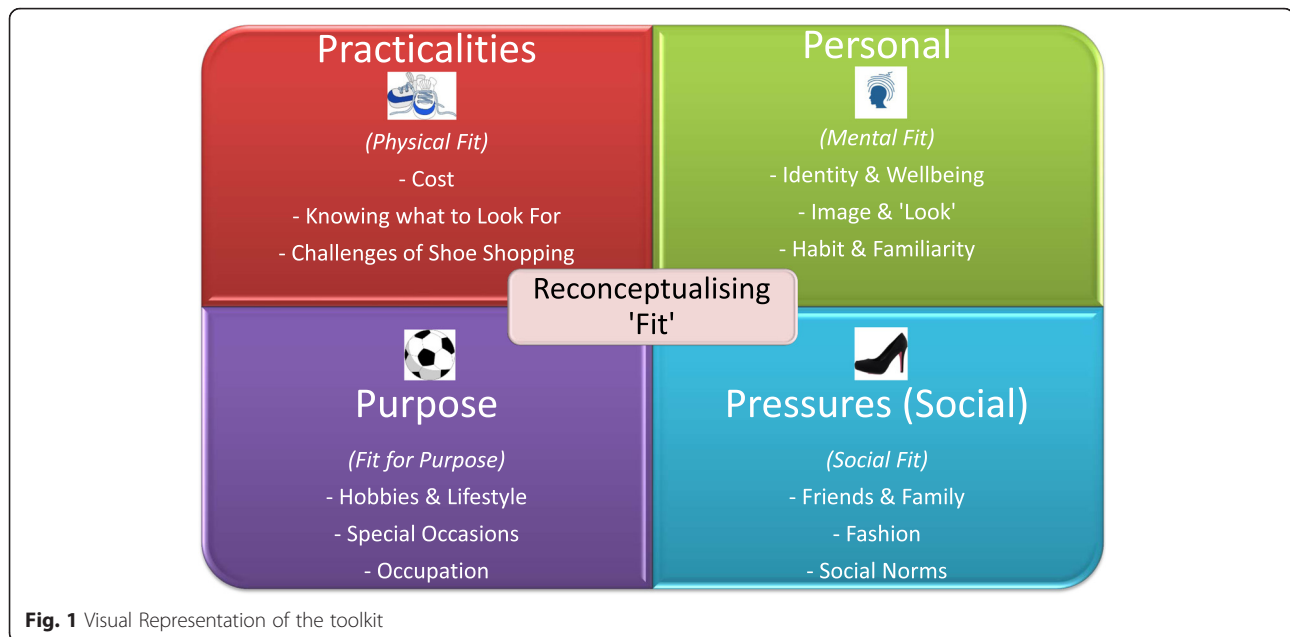 Practicalities
(Physical Fit)
- Cost
- Knowing what to Look For
- Challenges of Shoe Shopping
Personal
(Mental Fit)
- Identity & Wellbeing
- Image & 'Look'
- Habit & Familiarity
Reconceptualising
'Fit'
Purpose
(Fit for Purpose)
- Hobbies & Lifestyle
- Special Occasions
- Occupation
Pressures (Social)
(Social Fit)
- Friends & Family
- Fashion
- Social Norms
Fig. 1 Visual Representation of the toolkit